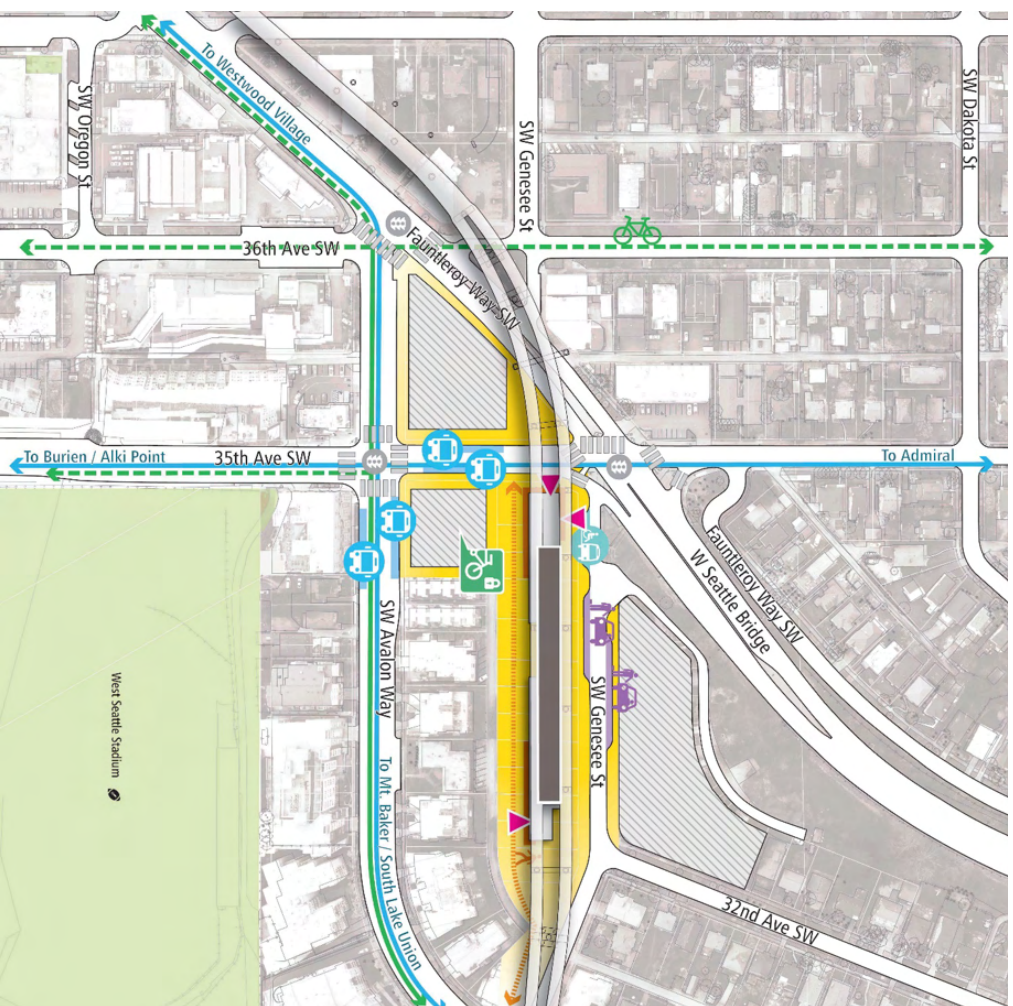 To Westwood Village
SW Oregon St
SW Genesee St
SW Dakota St
36th Ave SW
Fauntleroy Way SW
To Burien / Alki Point
35th Ave SW
To Admiral
Fauntleroy Way SW
W Seattle Bridge
SW Avalon Way
SW Genesee St
West Seattle Stadium
To Mt. Baker / South Lake Union
32nd Ave SW